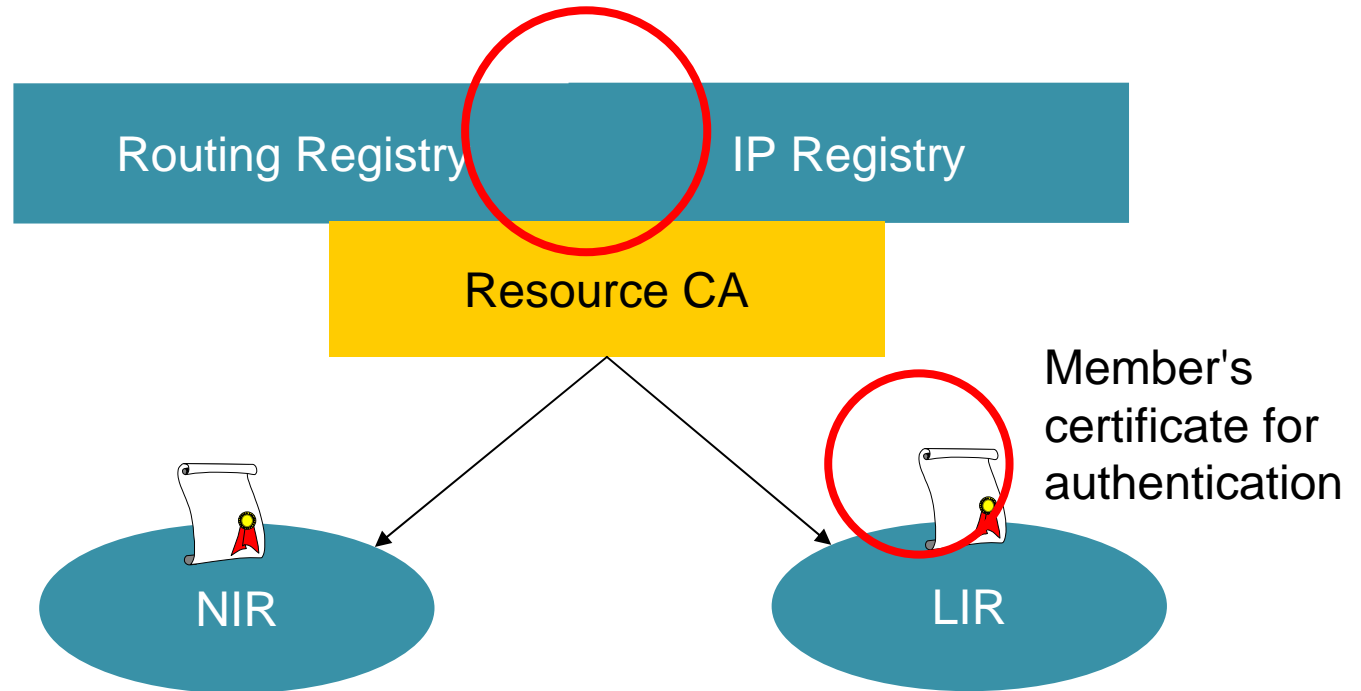 Routing Registry
IP Registry
Resource CA
Member's
certificate for
authentication
NIR
LIR